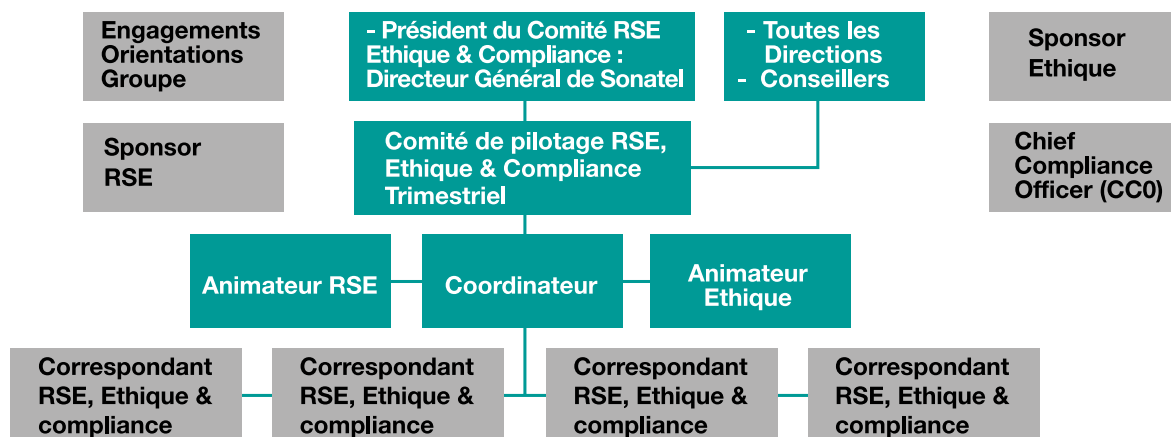 Engagements
Orientations
Groupe
- Président du Comité RSE
Ethique & Compliance :
Directeur Général de Sonatel
- Toutes les
Directions
- Conseillers
Sponsor
Ethique
Sponsor
RSE
Comité de pilotage RSE,
Ethique & Compliance
Trimestriel
Chief
Compliance
Officer (CC0)
Animateur RSE
Coordinateur
Animateur
Ethique
Correspondant
RSE, Ethique &
compliance
Correspondant
RSE, Ethique &
compliance
Correspondant
RSE, Ethique &
compliance
Correspondant
RSE, Ethique &
compliance